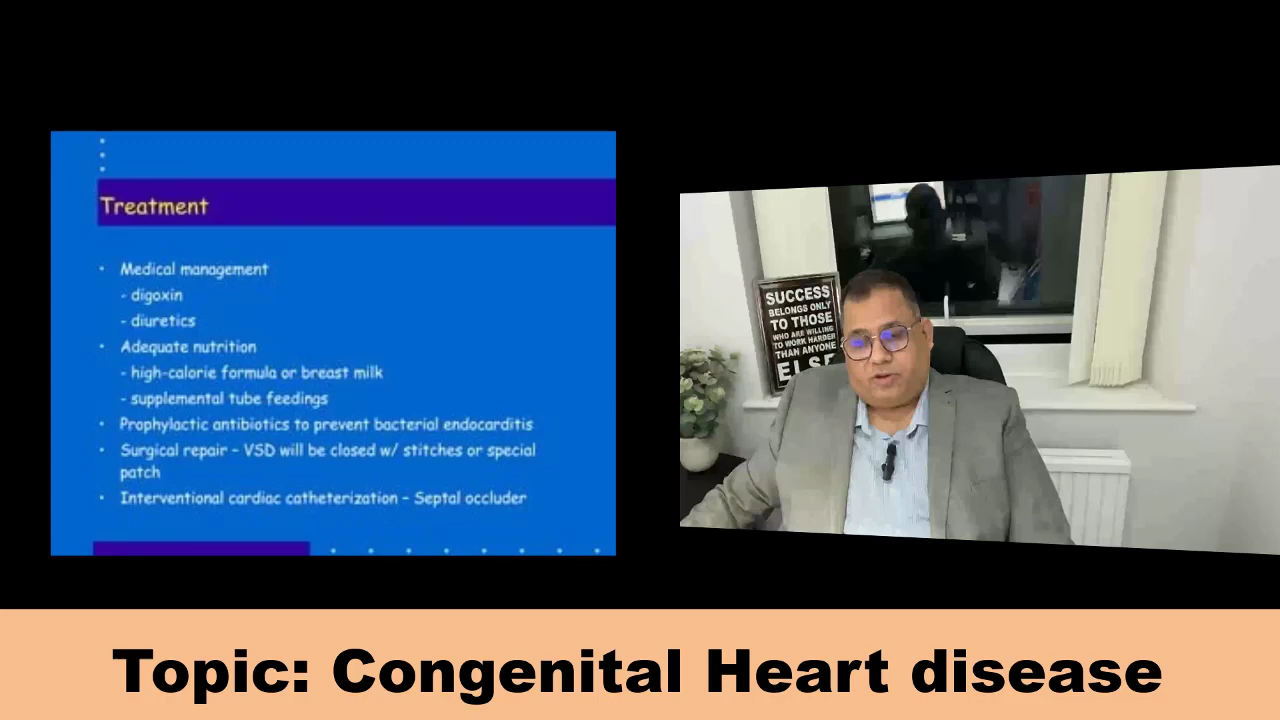 Treatment
• Medical management
- digoxin
- diuretics
• Adequate nutrition
- high-calorie formula or breast milk
- supplemental tube feedings
• Prophylactic antibiotics to prevent bacterial endocarditis
• Surgical repair – VSD will be closed w/ stitches or special
patch
• Interventional cardiac catheterization – Septal occluder
SUCCESS
BELONGS ONLY
TO THOSE
WHO ARE WILLING
TO WORK HARDER
THAN ANYONE
ELSE
Topic: Congenital Heart disease